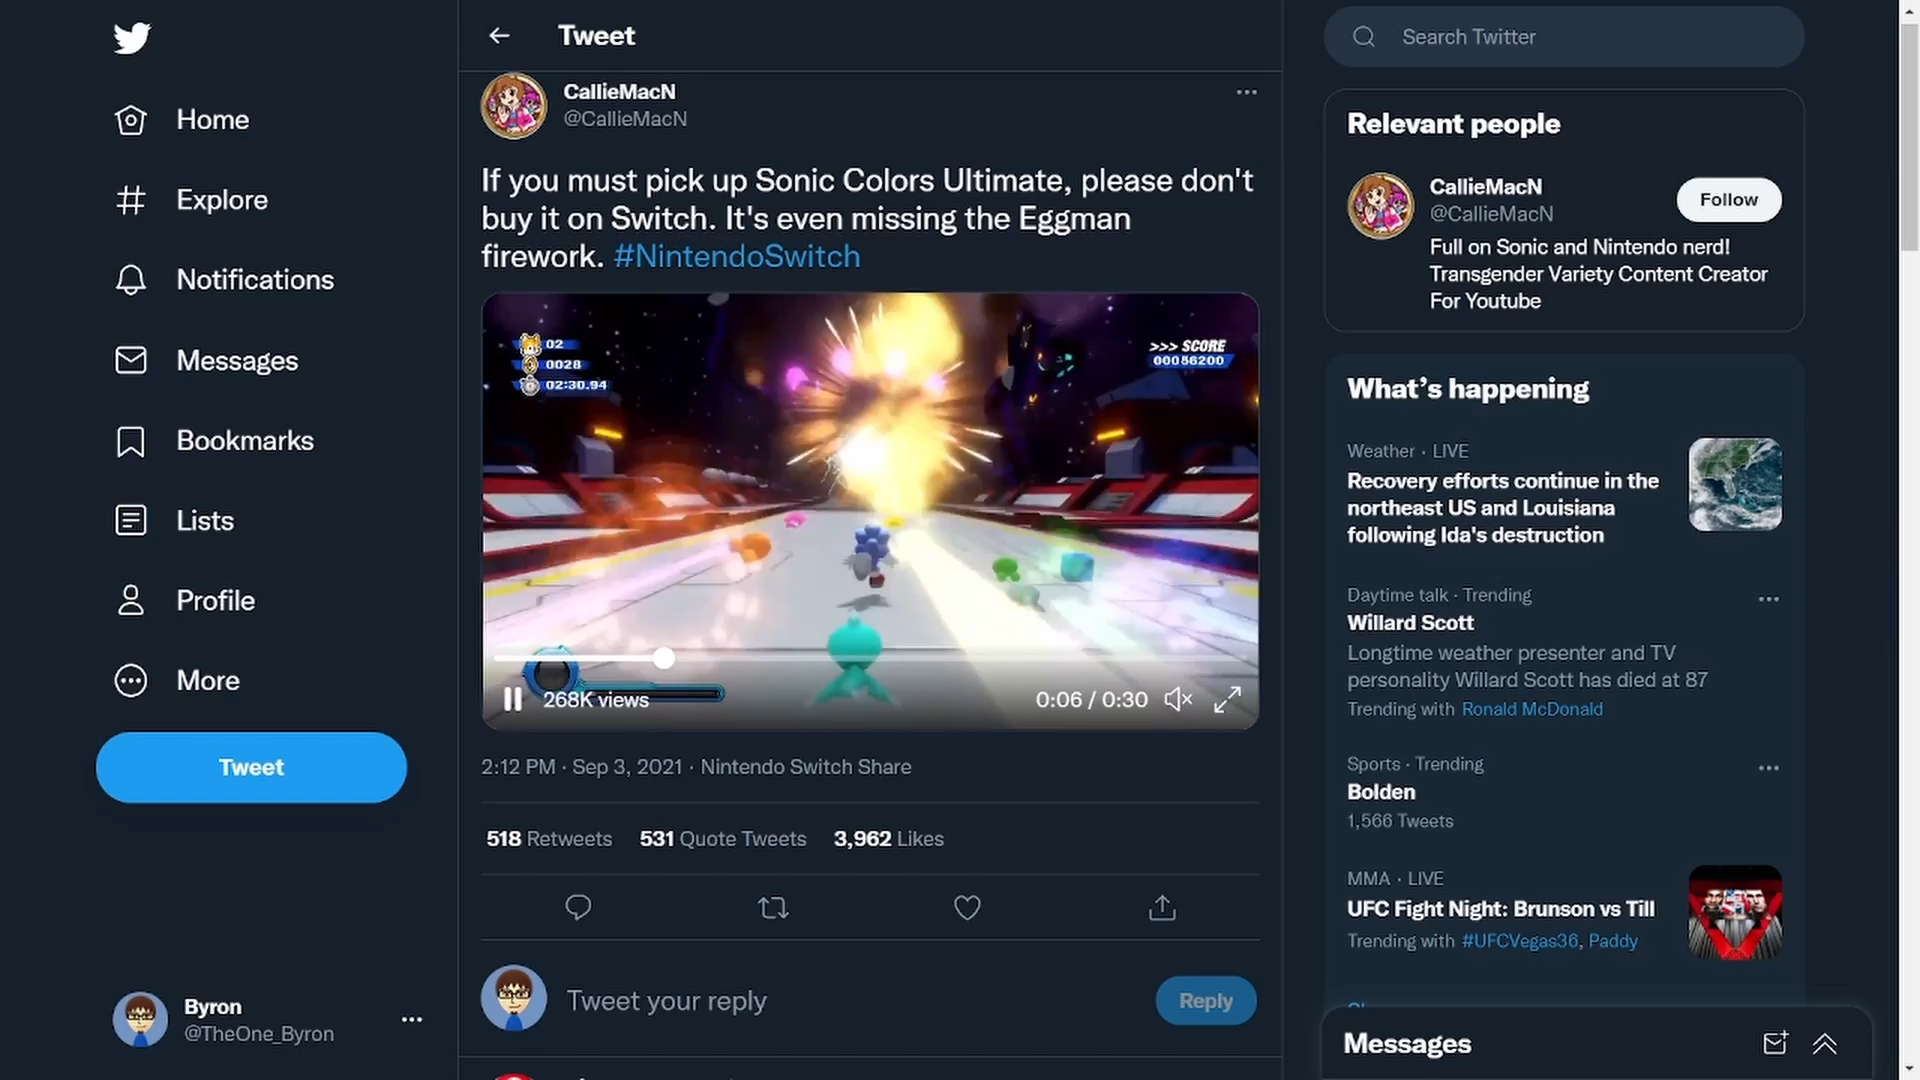 Home
Explore
Notifications
Messages
Bookmarks
Lists
Profile
More
Tweet
Byron
@TheOne_Byron
Tweet
CallieMacN
@CallieMacN
If you must pick up Sonic Colors Ultimate, please don't
buy it on Switch. It's even missing the Eggman
firework. #NintendoSwitch
02
0028
02:30.94
>>> SCORE
00056200
268K views
0:06 / 0:30
2:12 PM · Sep 3, 2021 · Nintendo Switch Share
518 Retweets 531 Quote Tweets 3,962 Likes
Tweet your reply
Reply
Search Twitter
Relevant people
CallieMacN
@CallieMacN
Follow
Full on Sonic and Nintendo nerd!
Transgender Variety Content Creator
For Youtube
What's happening
Weather · LIVE
Recovery efforts continue in the
northeast US and Louisiana
following Ida's destruction
Daytime talk · Trending
Willard Scott
Longtime weather presenter and TV
personality Willard Scott has died at 87
Trending with Ronald McDonald
Sports · Trending
Bolden
1,566 Tweets
MMA · LIVE
UFC Fight Night: Brunson vs Till
Trending with #UFCVegas36, Paddy
Messages